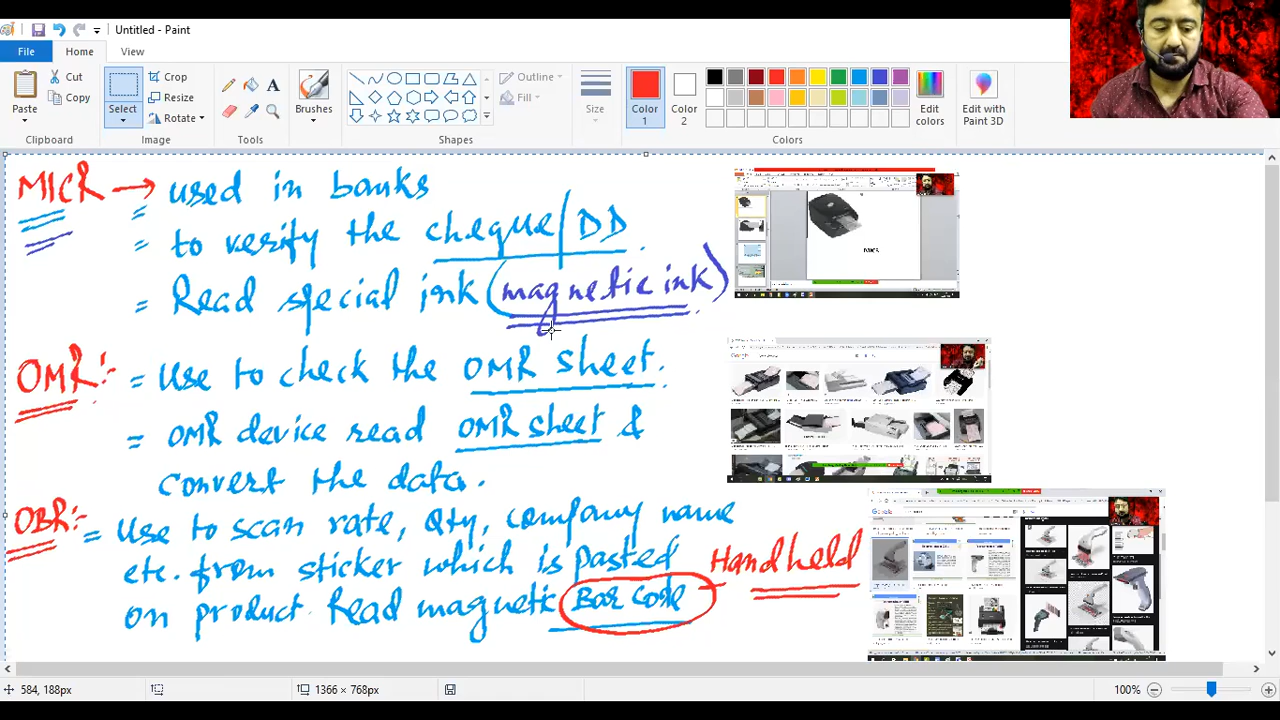 Untitled - Paint
File Home View
Paste
Cut
Copy
Clipboard
Select
Crop
Resize
Rotate
Image
Tools
Brushes
Shapes
Outline
Fill
Size
Color 1
Color 2
Colors
Edit colors
Edit with Paint 3D
MICR → used in banks
= to verify the cheque/DD.
= Read special ink (magnetic ink).
OMR:- = Use to check the OMR sheet.
= OMR device read OMR sheet &
convert the data.
OBR:- = Use to scan rate, Qty, company name
etc. from sticker which is pasted
on product. Read magnetic Bar Code
Handheld
584, 188px
1366 × 768px
100%